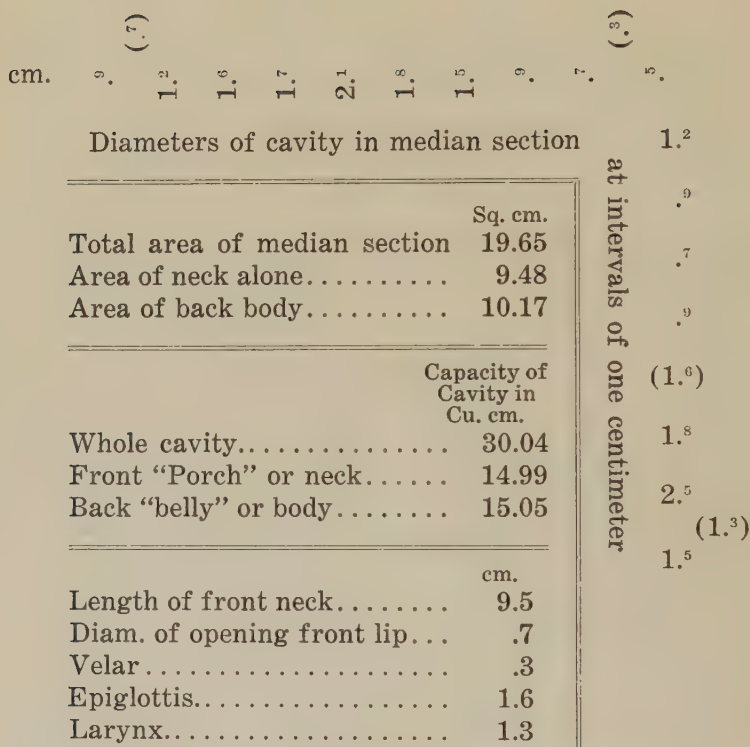 (.⁷) (.³)
cm. .⁹ 1.² 1.⁶ 1.⁷ 2.¹ 1.⁸ 1.⁵ .⁹ .⁷ .⁵
Diameters of cavity in median section
at intervals of one centimeter
1.²
.⁹
.⁷
.⁹
(1.⁶)
1.⁸
2.⁵
(1.³)
1.⁵
Sq. cm.
Total area of median section 19.65
Area of neck alone.......... 9.48
Area of back body.......... 10.17
Capacity of
Cavity in
Cu. cm.
Whole cavity............... 30.04
Front “Porch” or neck...... 14.99
Back “belly” or body........ 15.05
cm.
Length of front neck........ 9.5
Diam. of opening front lip... .7
Velar...................... .3
Epiglottis.................. 1.6
Larynx.................... 1.3